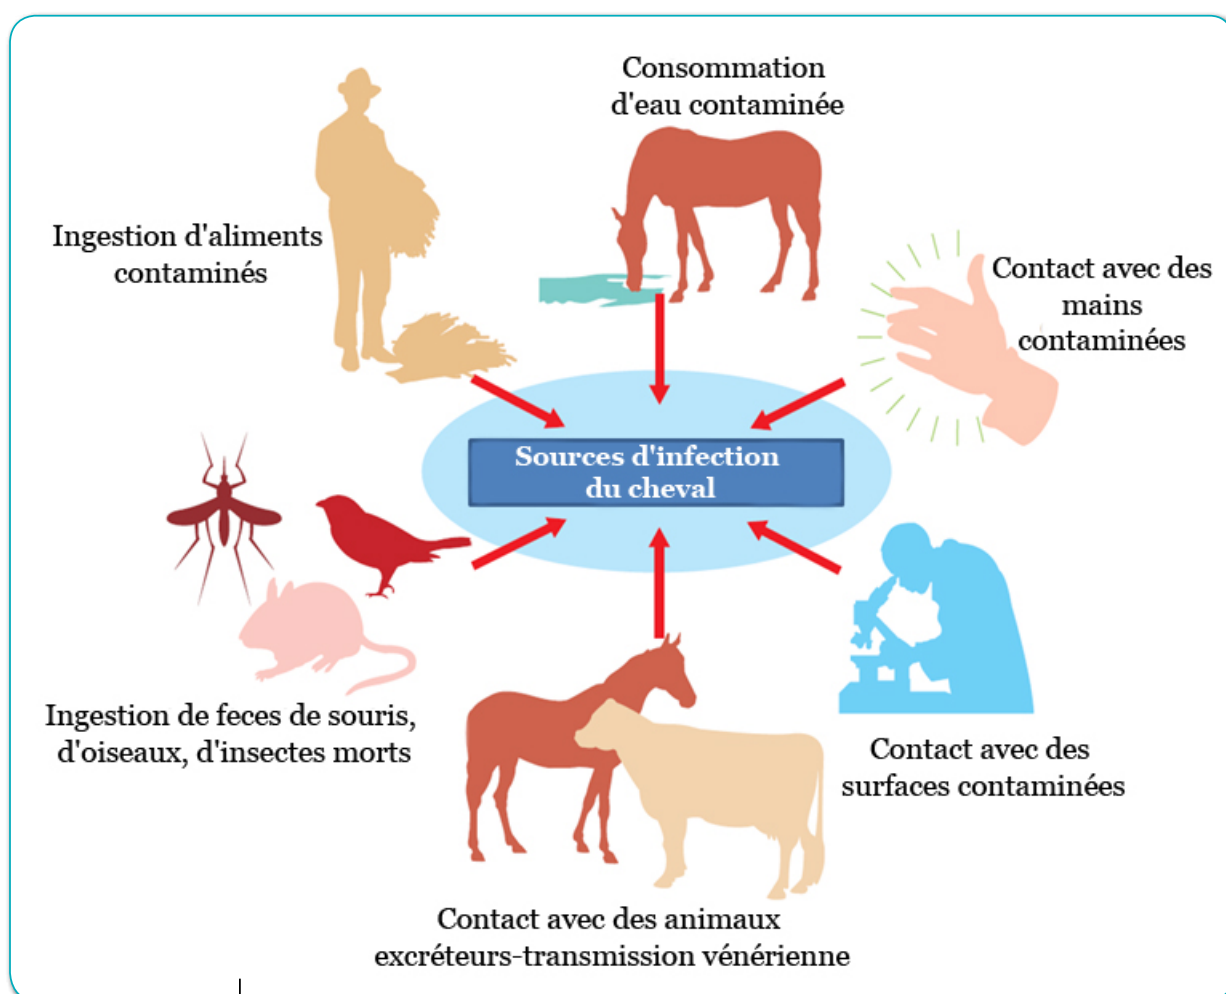 Consommation
d'eau contaminée
Ingestion d'aliments
contaminés
Contact avec des
mains
contaminées
Sources d'infection
du cheval
Ingestion de feces de souris,
d'oiseaux, d'insectes morts
Contact avec des
surfaces contaminées
Contact avec des animaux
excréteurs-transmission vénérienne